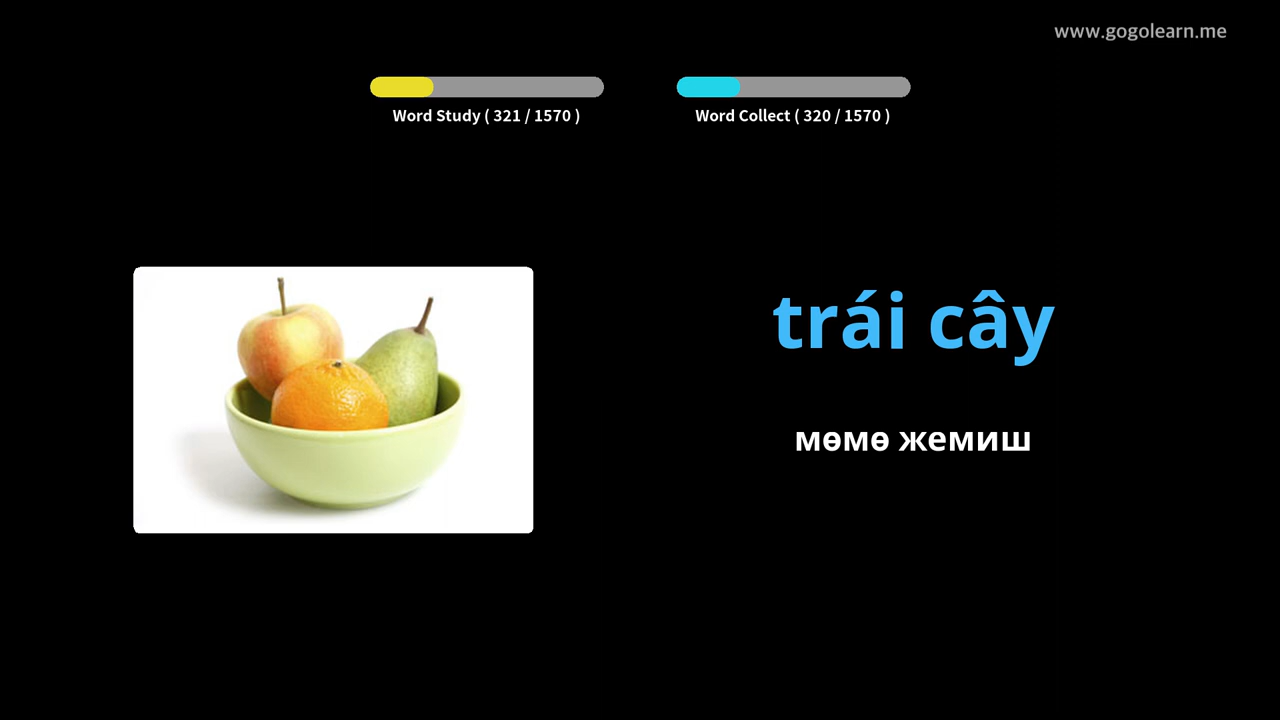 www.gogolearn.me
Word Study ( 321 / 1570 )
Word Collect ( 320 / 1570 )
trái cây
мөмө жемиш